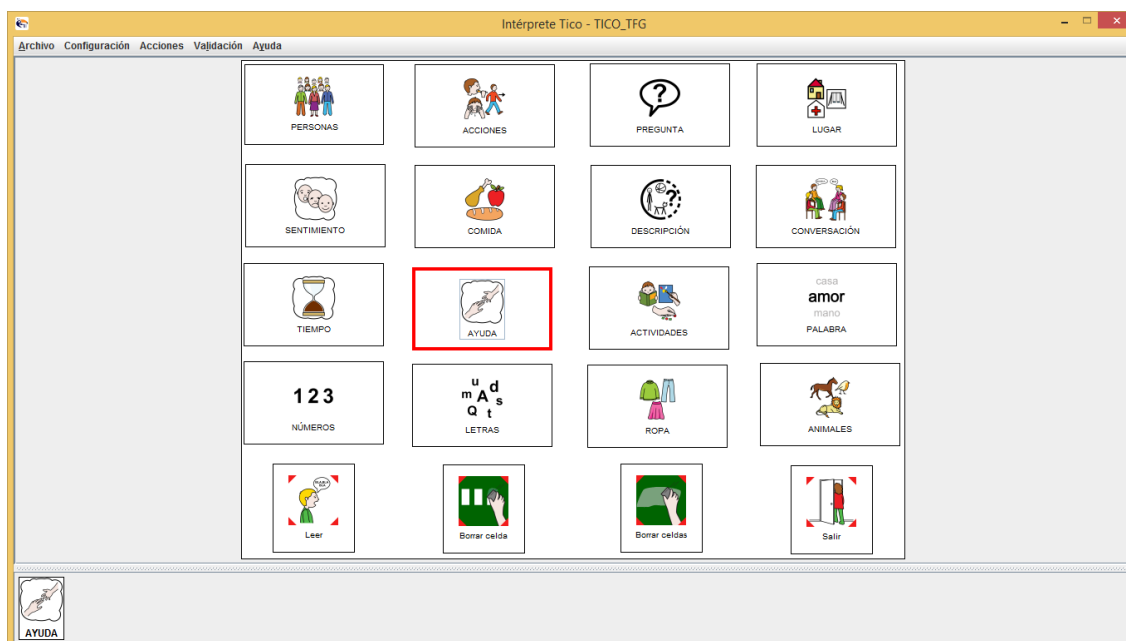 Intérprete Tico - TICO_TFG
Archivo Configuración Acciones Validación Ayuda
PERSONAS
ACCIONES
PREGUNTA
LUGAR
SENTIMIENTO
COMIDA
DESCRIPCIÓN
CONVERSACIÓN
TIEMPO
AYUDA
ACTIVIDADES
casa
amor
mano
PALABRA
1 2 3
NÚMEROS
u d
m A s
Q t
LETRAS
ROPA
ANIMALES
Leer
Borrar celda
Borrar celdas
Salir
AYUDA